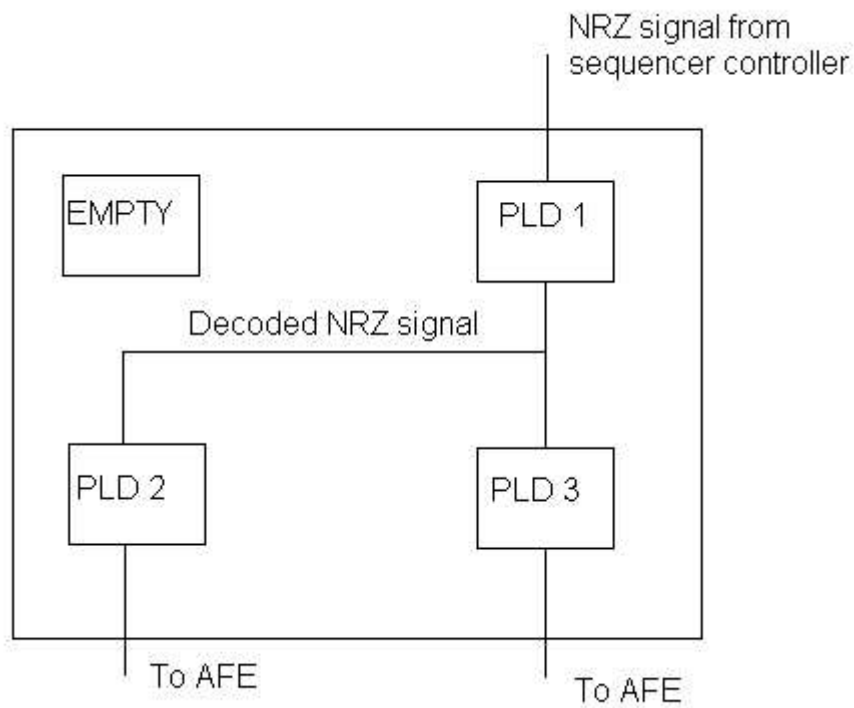 NRZ signal from
sequencer controller
EMPTY
PLD 1
Decoded NRZ signal
PLD 2
PLD 3
To AFE
To AFE